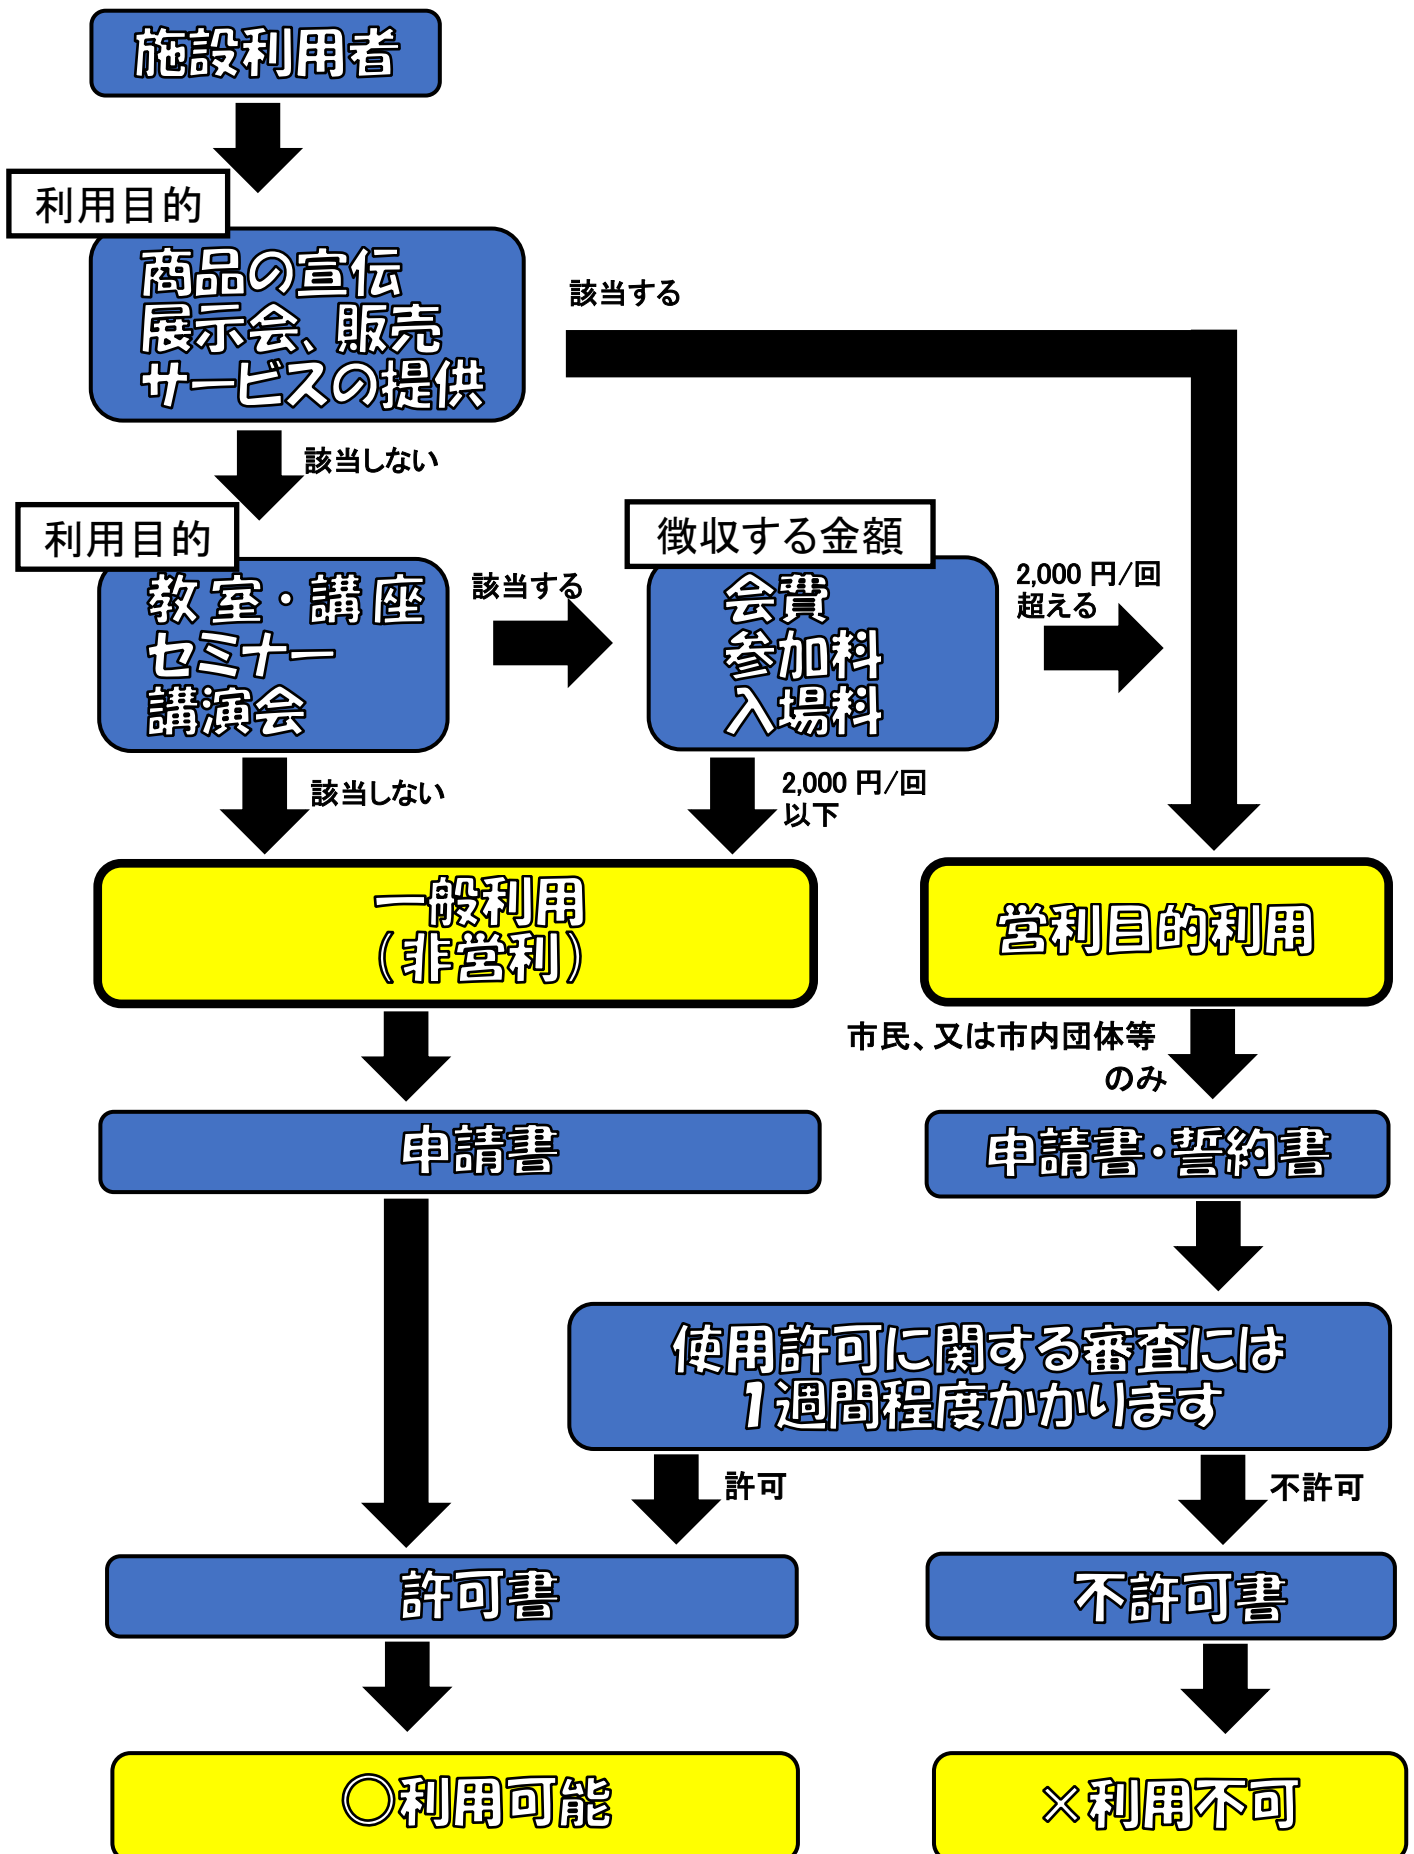 施設利用者
利用目的
商品の宣伝
展示会、販売
サービスの提供
該当する
該当しない
利用目的
教室・講座
セミナー
講演会
該当する
徴収する金額
会費
参加料
入場料
2,000 円/回
超える
該当しない
2,000 円/回
以下
一般利用
（非営利）
営利目的利用
市民、又は市内団体等
のみ
申請書
申請書・誓約書
使用許可に関する審査には
1週間程度かかります
許可
不許可
許可書
不許可書
○利用可能
×利用不可